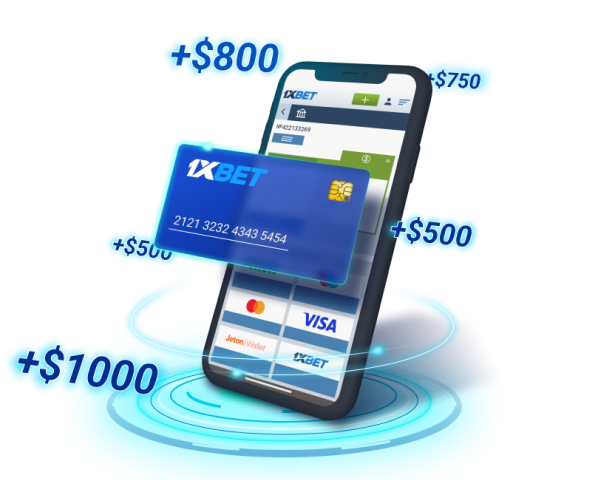 +$800
+$750
1XBET
№422133269
1XBET
2121 3232 4343 5454
+$500
+$500
VISA
Jeton|Wallet
1XBET
+$1000